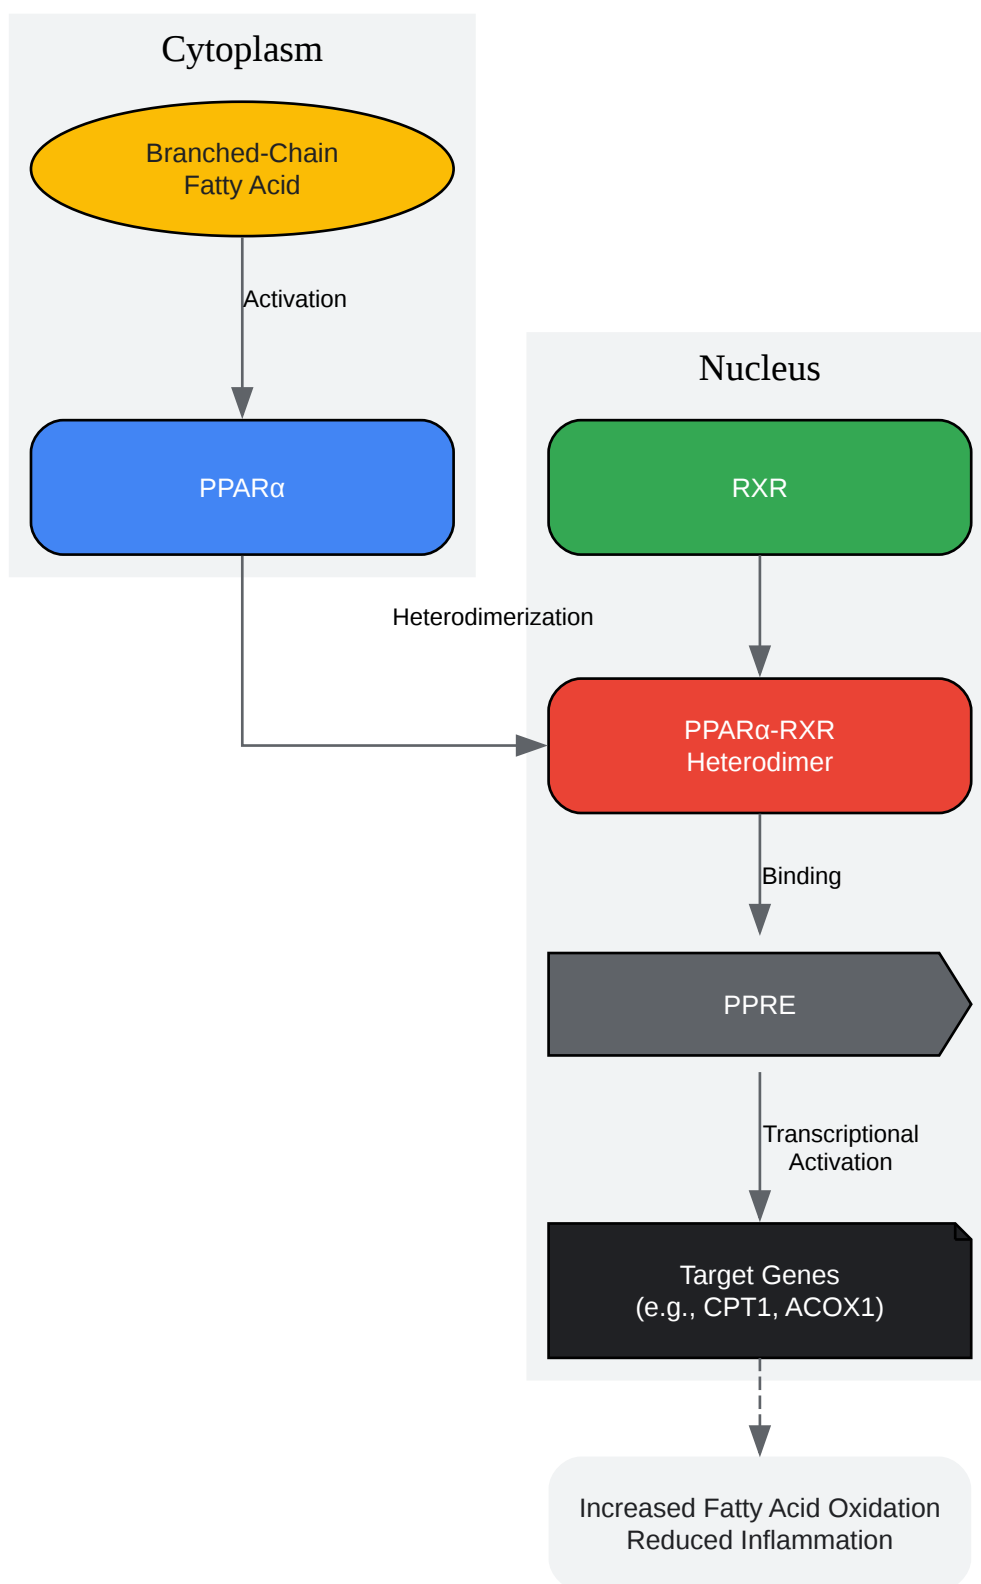 Cytoplasm
Branched-Chain
Fatty Acid
Activation
PPARα
Nucleus
RXR
Heterodimerization
PPARα-RXR
Heterodimer
Binding
PPRE
Transcriptional
Activation
Target Genes
(e.g., CPT1, ACOX1)
Increased Fatty Acid Oxidation
Reduced Inflammation